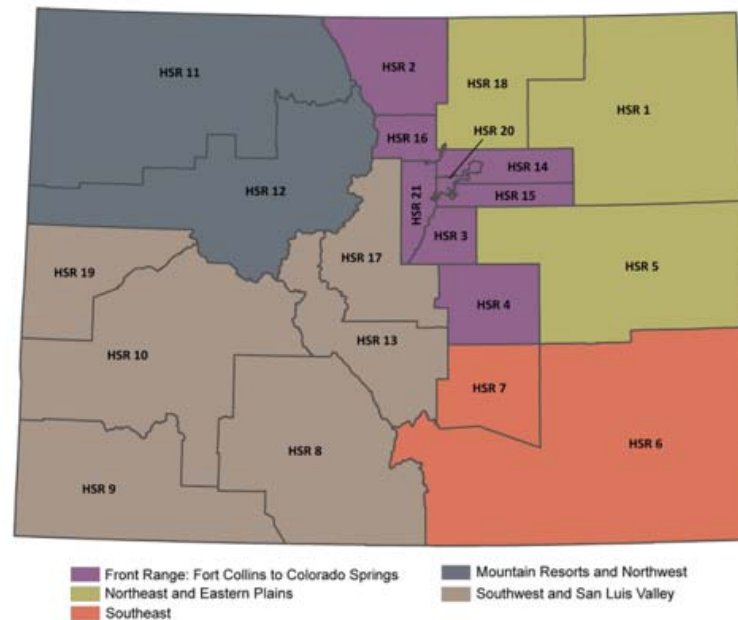 HSR 11
HSR 2
HSR 18
HSR 1
HSR 20
HSR 16
HSR 14
HSR 12
HSR 21
HSR 15
HSR 3
HSR 17
HSR 5
HSR 19
HSR 4
HSR 10
HSR 13
HSR 7
HSR 6
HSR 8
HSR 9
Front Range: Fort Collins to Colorado Springs
Northeast and Eastern Plains
Southeast
Mountain Resorts and Northwest
Southwest and San Luis Valley